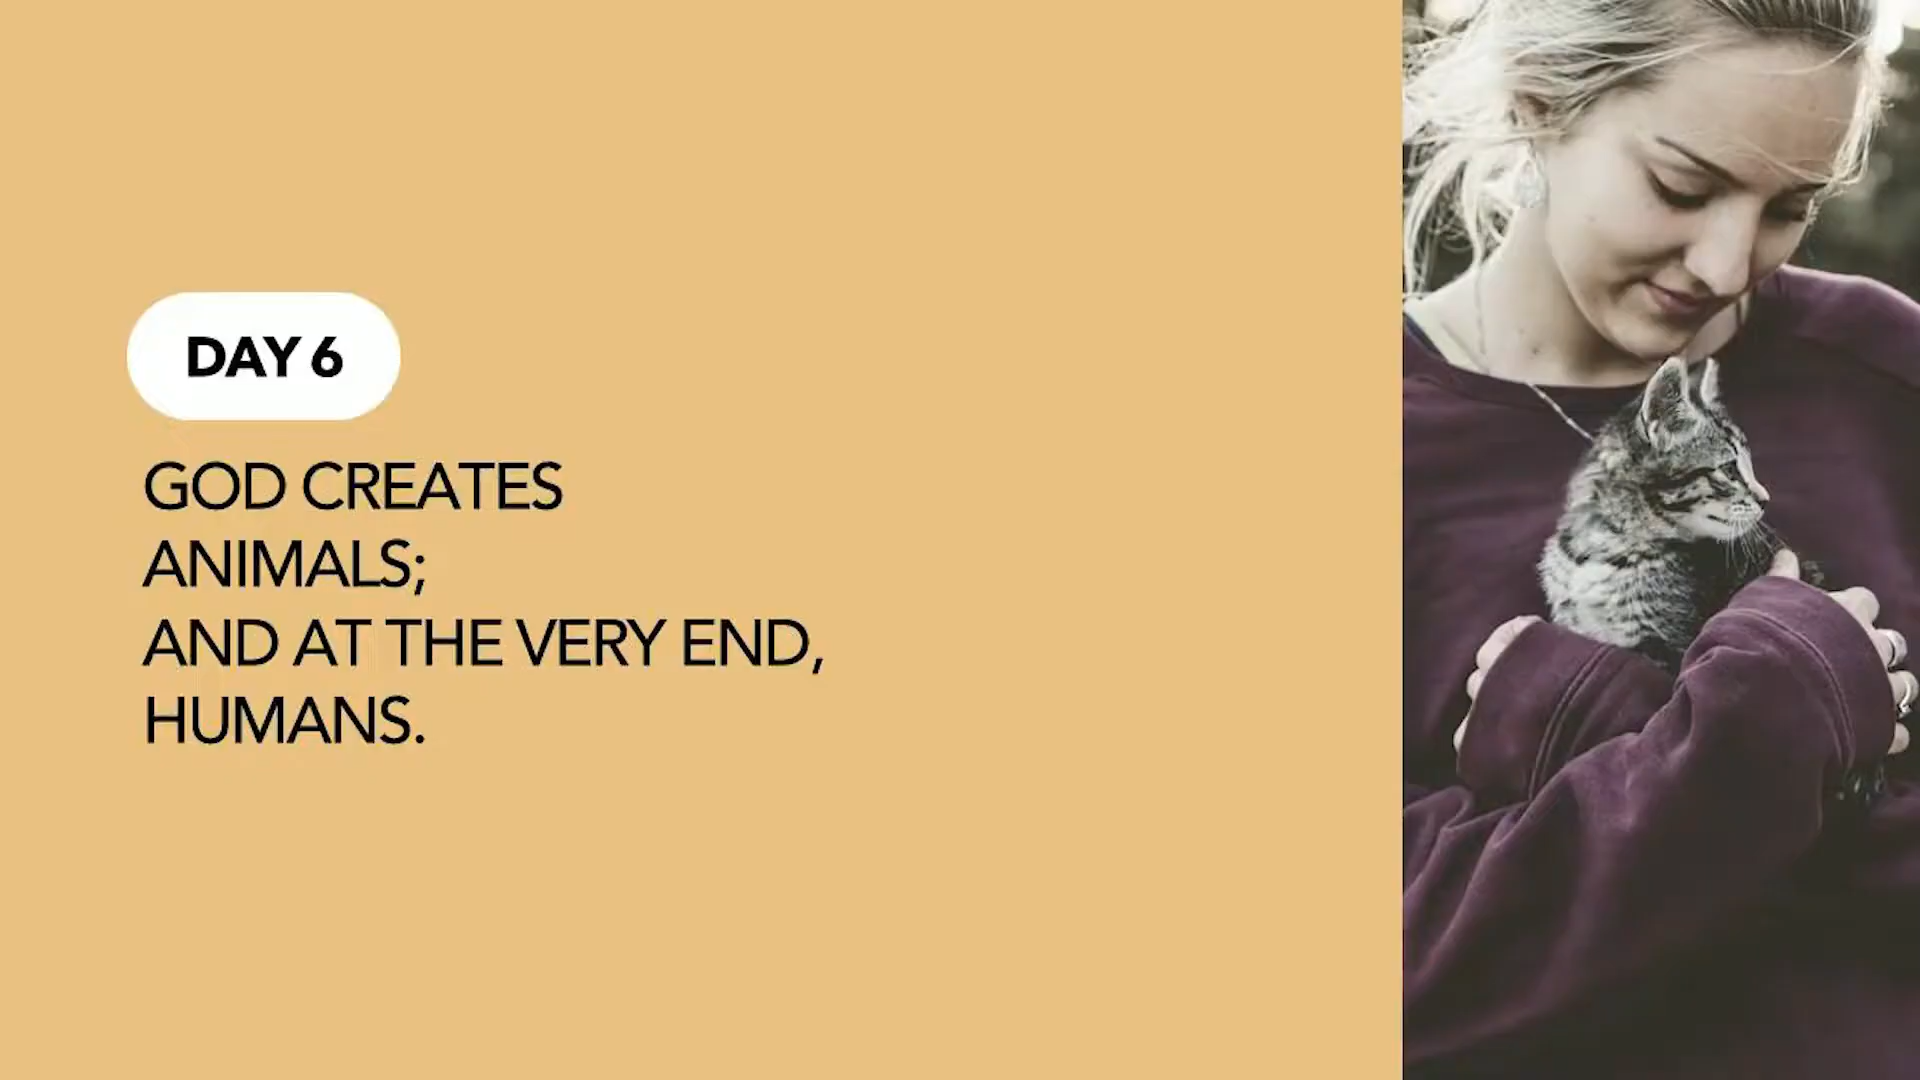 DAY 6
GOD CREATES
ANIMALS;
AND AT THE VERY END,
HUMANS.